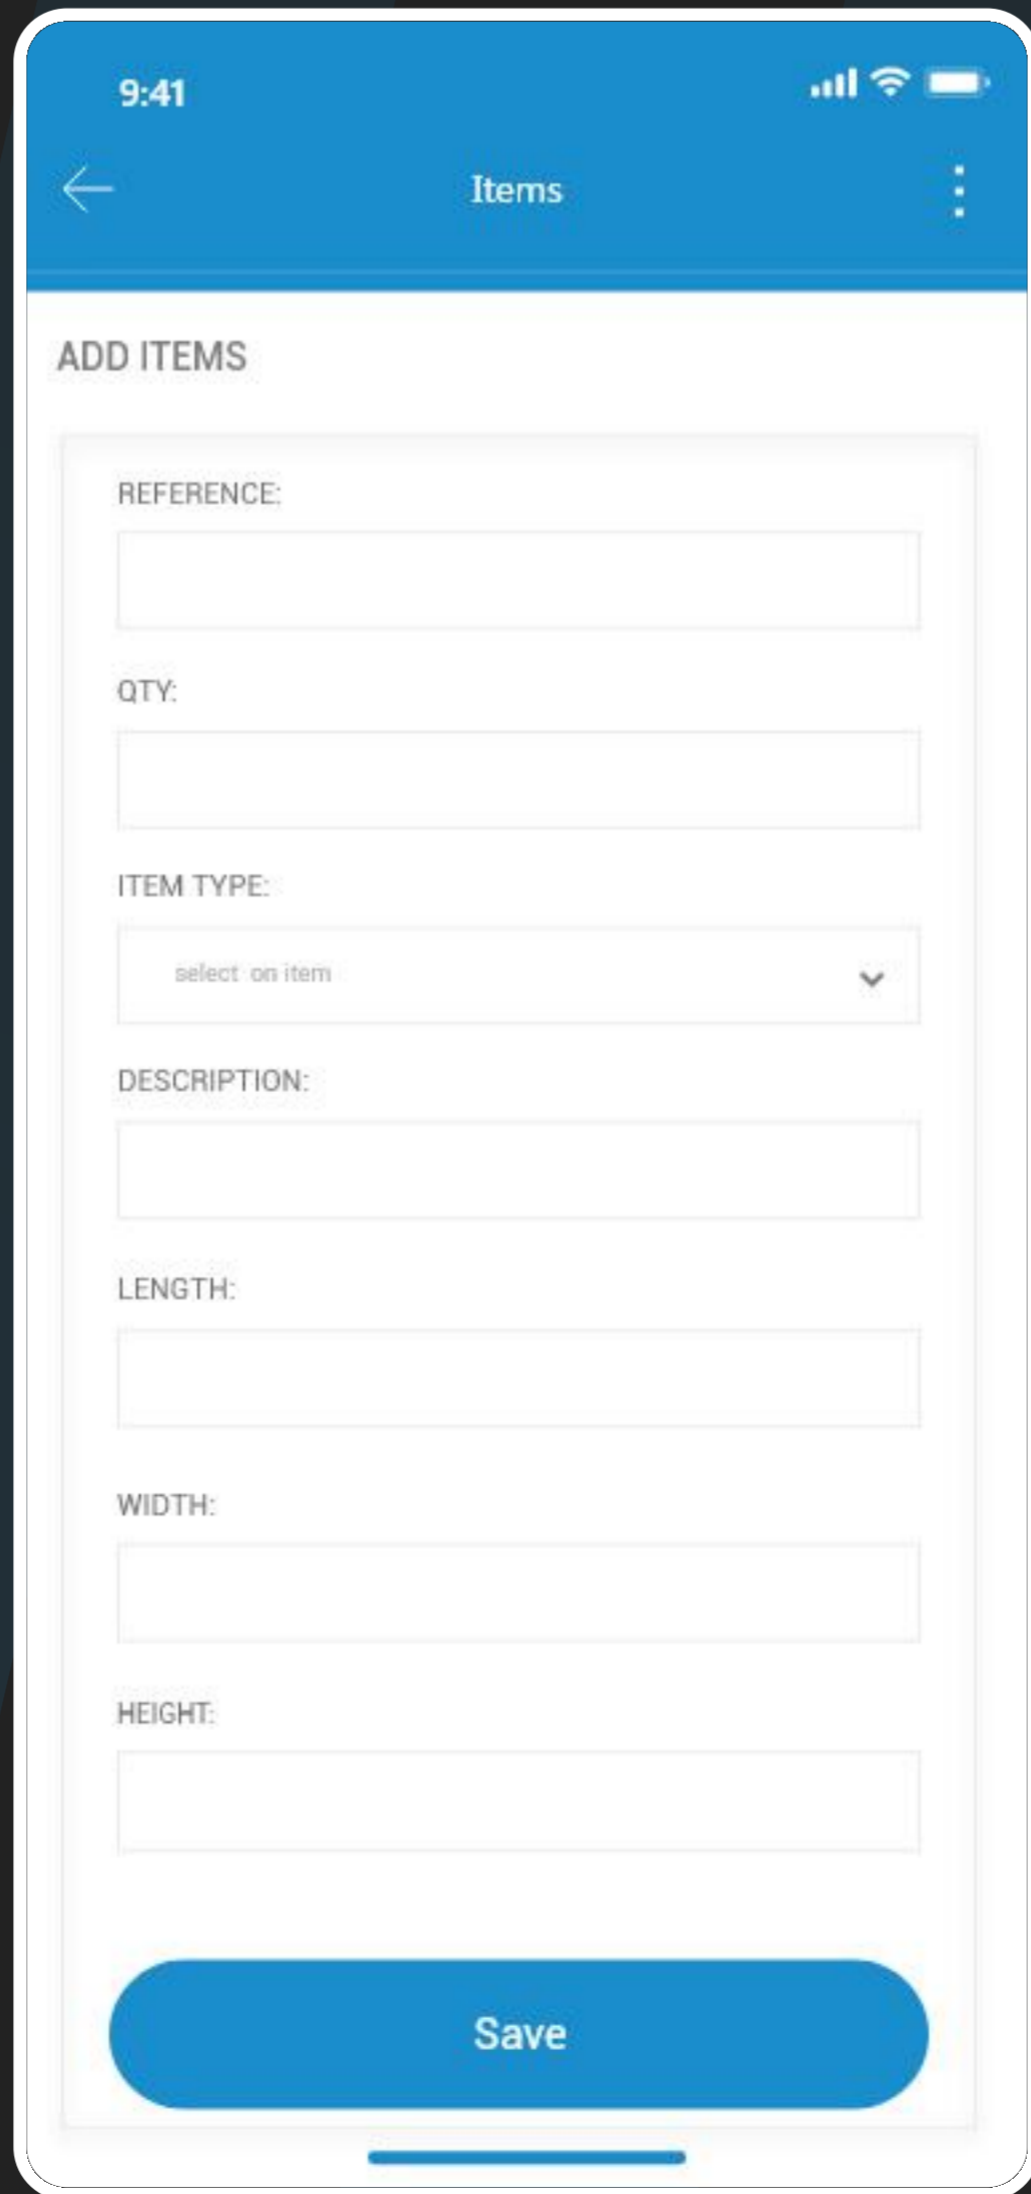 9:41
Items
ADD ITEMS
REFERENCE:
QTY:
ITEM TYPE:
select on item
DESCRIPTION:
LENGTH:
WIDTH:
HEIGHT:
Save